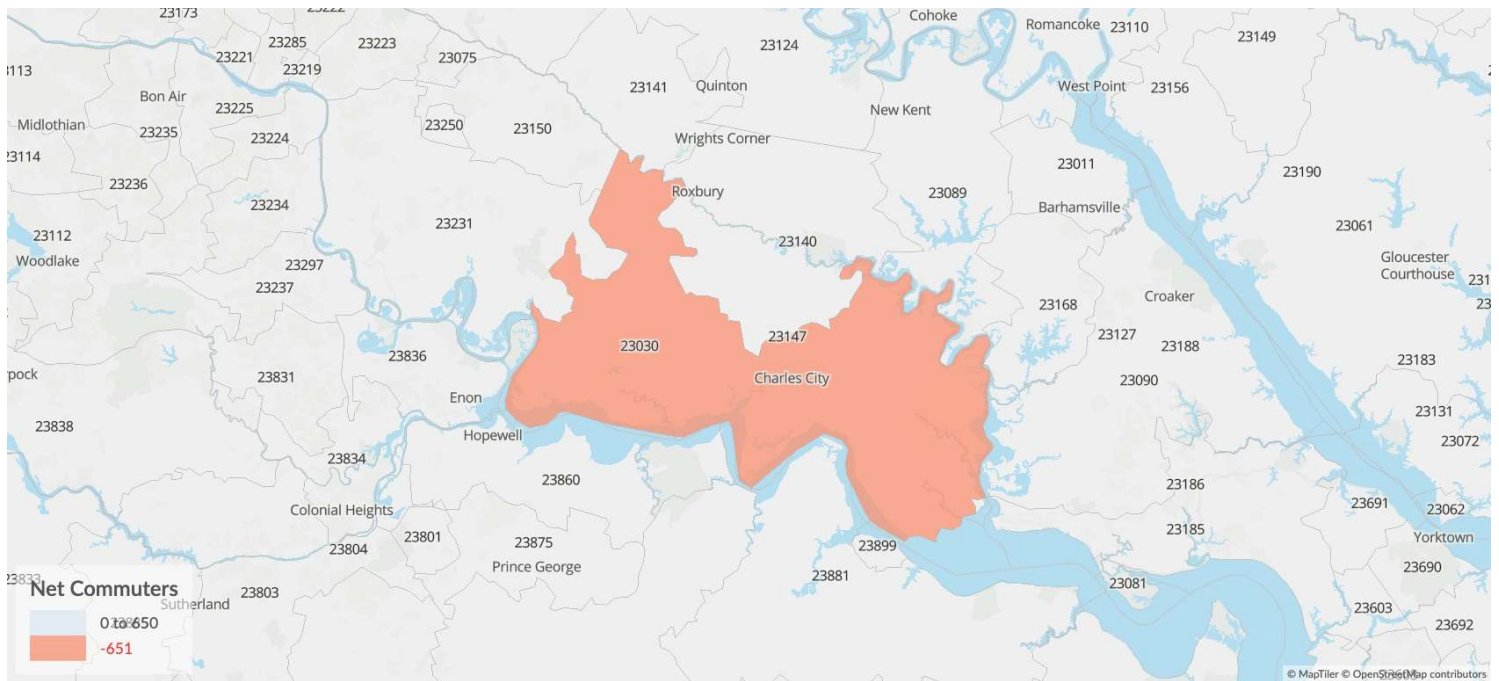 23173
23222
Cohoke
Romancoke
23110
23149
23285
23223
23124
23221
23219
23075
23113
Bon Air
23141
Quinton
West Point
23156
23225
New Kent
Midlothian
23235
23224
23250
23150
Wrights Corner
23114
23011
23190
23236
Roxbury
23089
23234
Barhamsville
23112
23231
23140
23061
Woodlake
23297
Gloucester
Courthouse
23237
Croaker
23168
23127
23030
23147
23188
23836
23183
23831
Charles City
23090
Enon
23131
23838
Hopewell
23072
23834
23860
23186
Colonial Heights
23691
23062
23801
23875
23185
23804
23899
Yorktown
Prince George
23690
23833
23881
23081
Net Commuters
23803
Sutherland
23603
0 to 650
23692
-651
© MapTiler © OpenStreetMap contributors